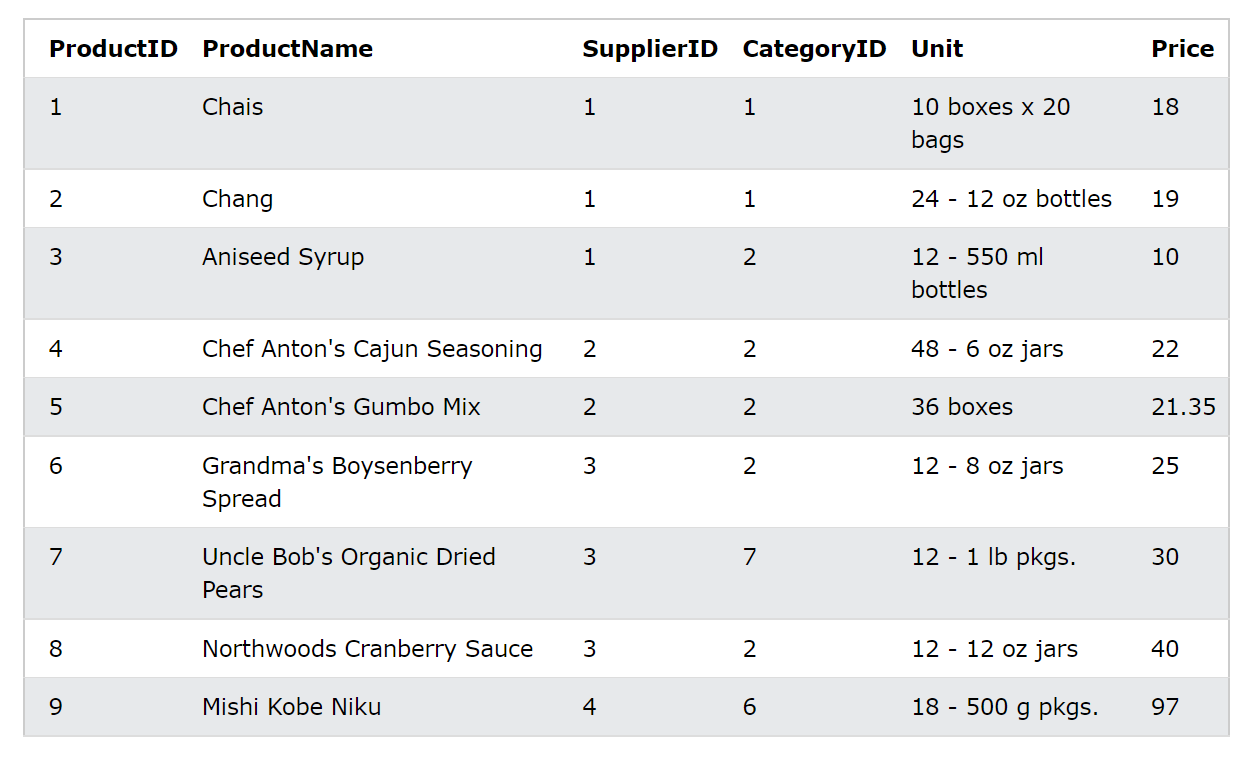 ProductID ProductName SupplierID CategoryID Unit Price
1 Chais 1 1 10 boxes x 20 18
bags
2 Chang 1 1 24 - 12 oz bottles 19
3 Aniseed Syrup 1 2 12 - 550 ml 10
bottles
4 Chef Anton's Cajun Seasoning 2 2 48 - 6 oz jars 22
5 Chef Anton's Gumbo Mix 2 2 36 boxes 21.35
6 Grandma's Boysenberry 3 2 12 - 8 oz jars 25
Spread
7 Uncle Bob's Organic Dried 3 7 12 - 1 lb pkgs. 30
Pears
8 Northwoods Cranberry Sauce 3 2 12 - 12 oz jars 40
9 Mishi Kobe Niku 4 6 18 - 500 g pkgs. 97